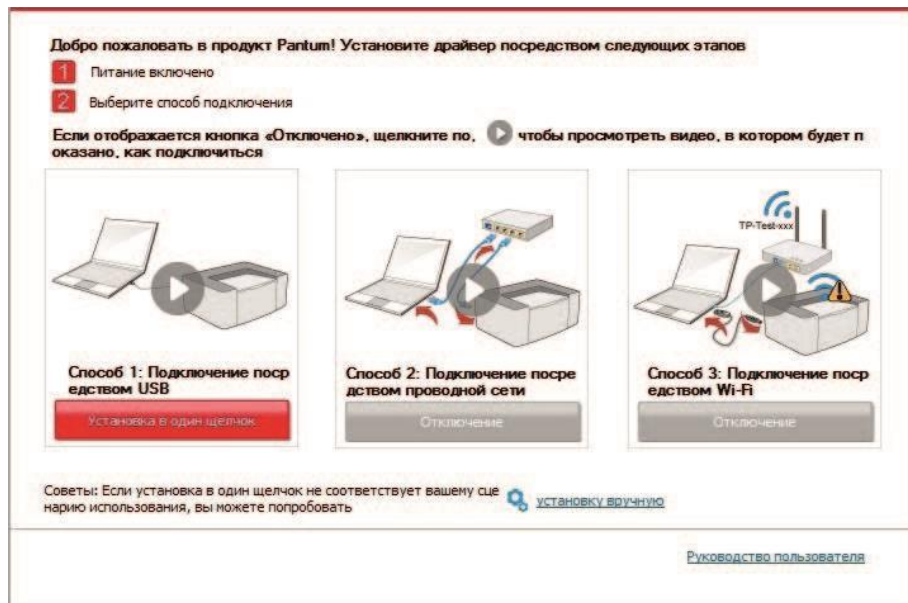 Добро пожаловать в продукт Pantum! Установите драйвер посредством следующих этапов
1 Питание включено
2 Выберите способ подключения
Если отображается кнопка «Отключено», щелкните по, чтобы просмотреть видео, в котором будет п
оказано, как подключиться
TP-Test-xxx
Способ 1: Подключение поср
едством USB
Установка в один щелчок
Способ 2: Подключение посре
дством проводной сети
Отключение
Способ 3: Подключение поср
едством Wi-Fi
Отключение
Советы: Если установка в один щелчок не соответствует вашему сце
нарию использования, вы можете попробовать
установку вручную
Руководство пользователя